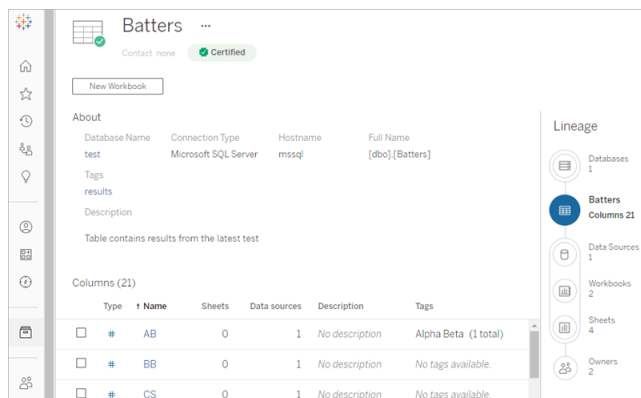 Batters ...
Contact none Certified
New Workbook
About
Database Name Connection Type Hostname Full Name
test Microsoft SQL Server mssql [dbo].[Batters]
Tags
results
Description
Table contains results from the latest test
Columns (21)
Type ↑ Name Sheets Data sources Description Tags
# AB 0 1 No description Alpha Beta (1 total)
# BB 0 1 No description No tags available.
# CS 0 1 No description No tags available.
Lineage
Databases
1
Batters
Columns 21
Data Sources
1
Workbooks
2
Sheets
4
Owners
2